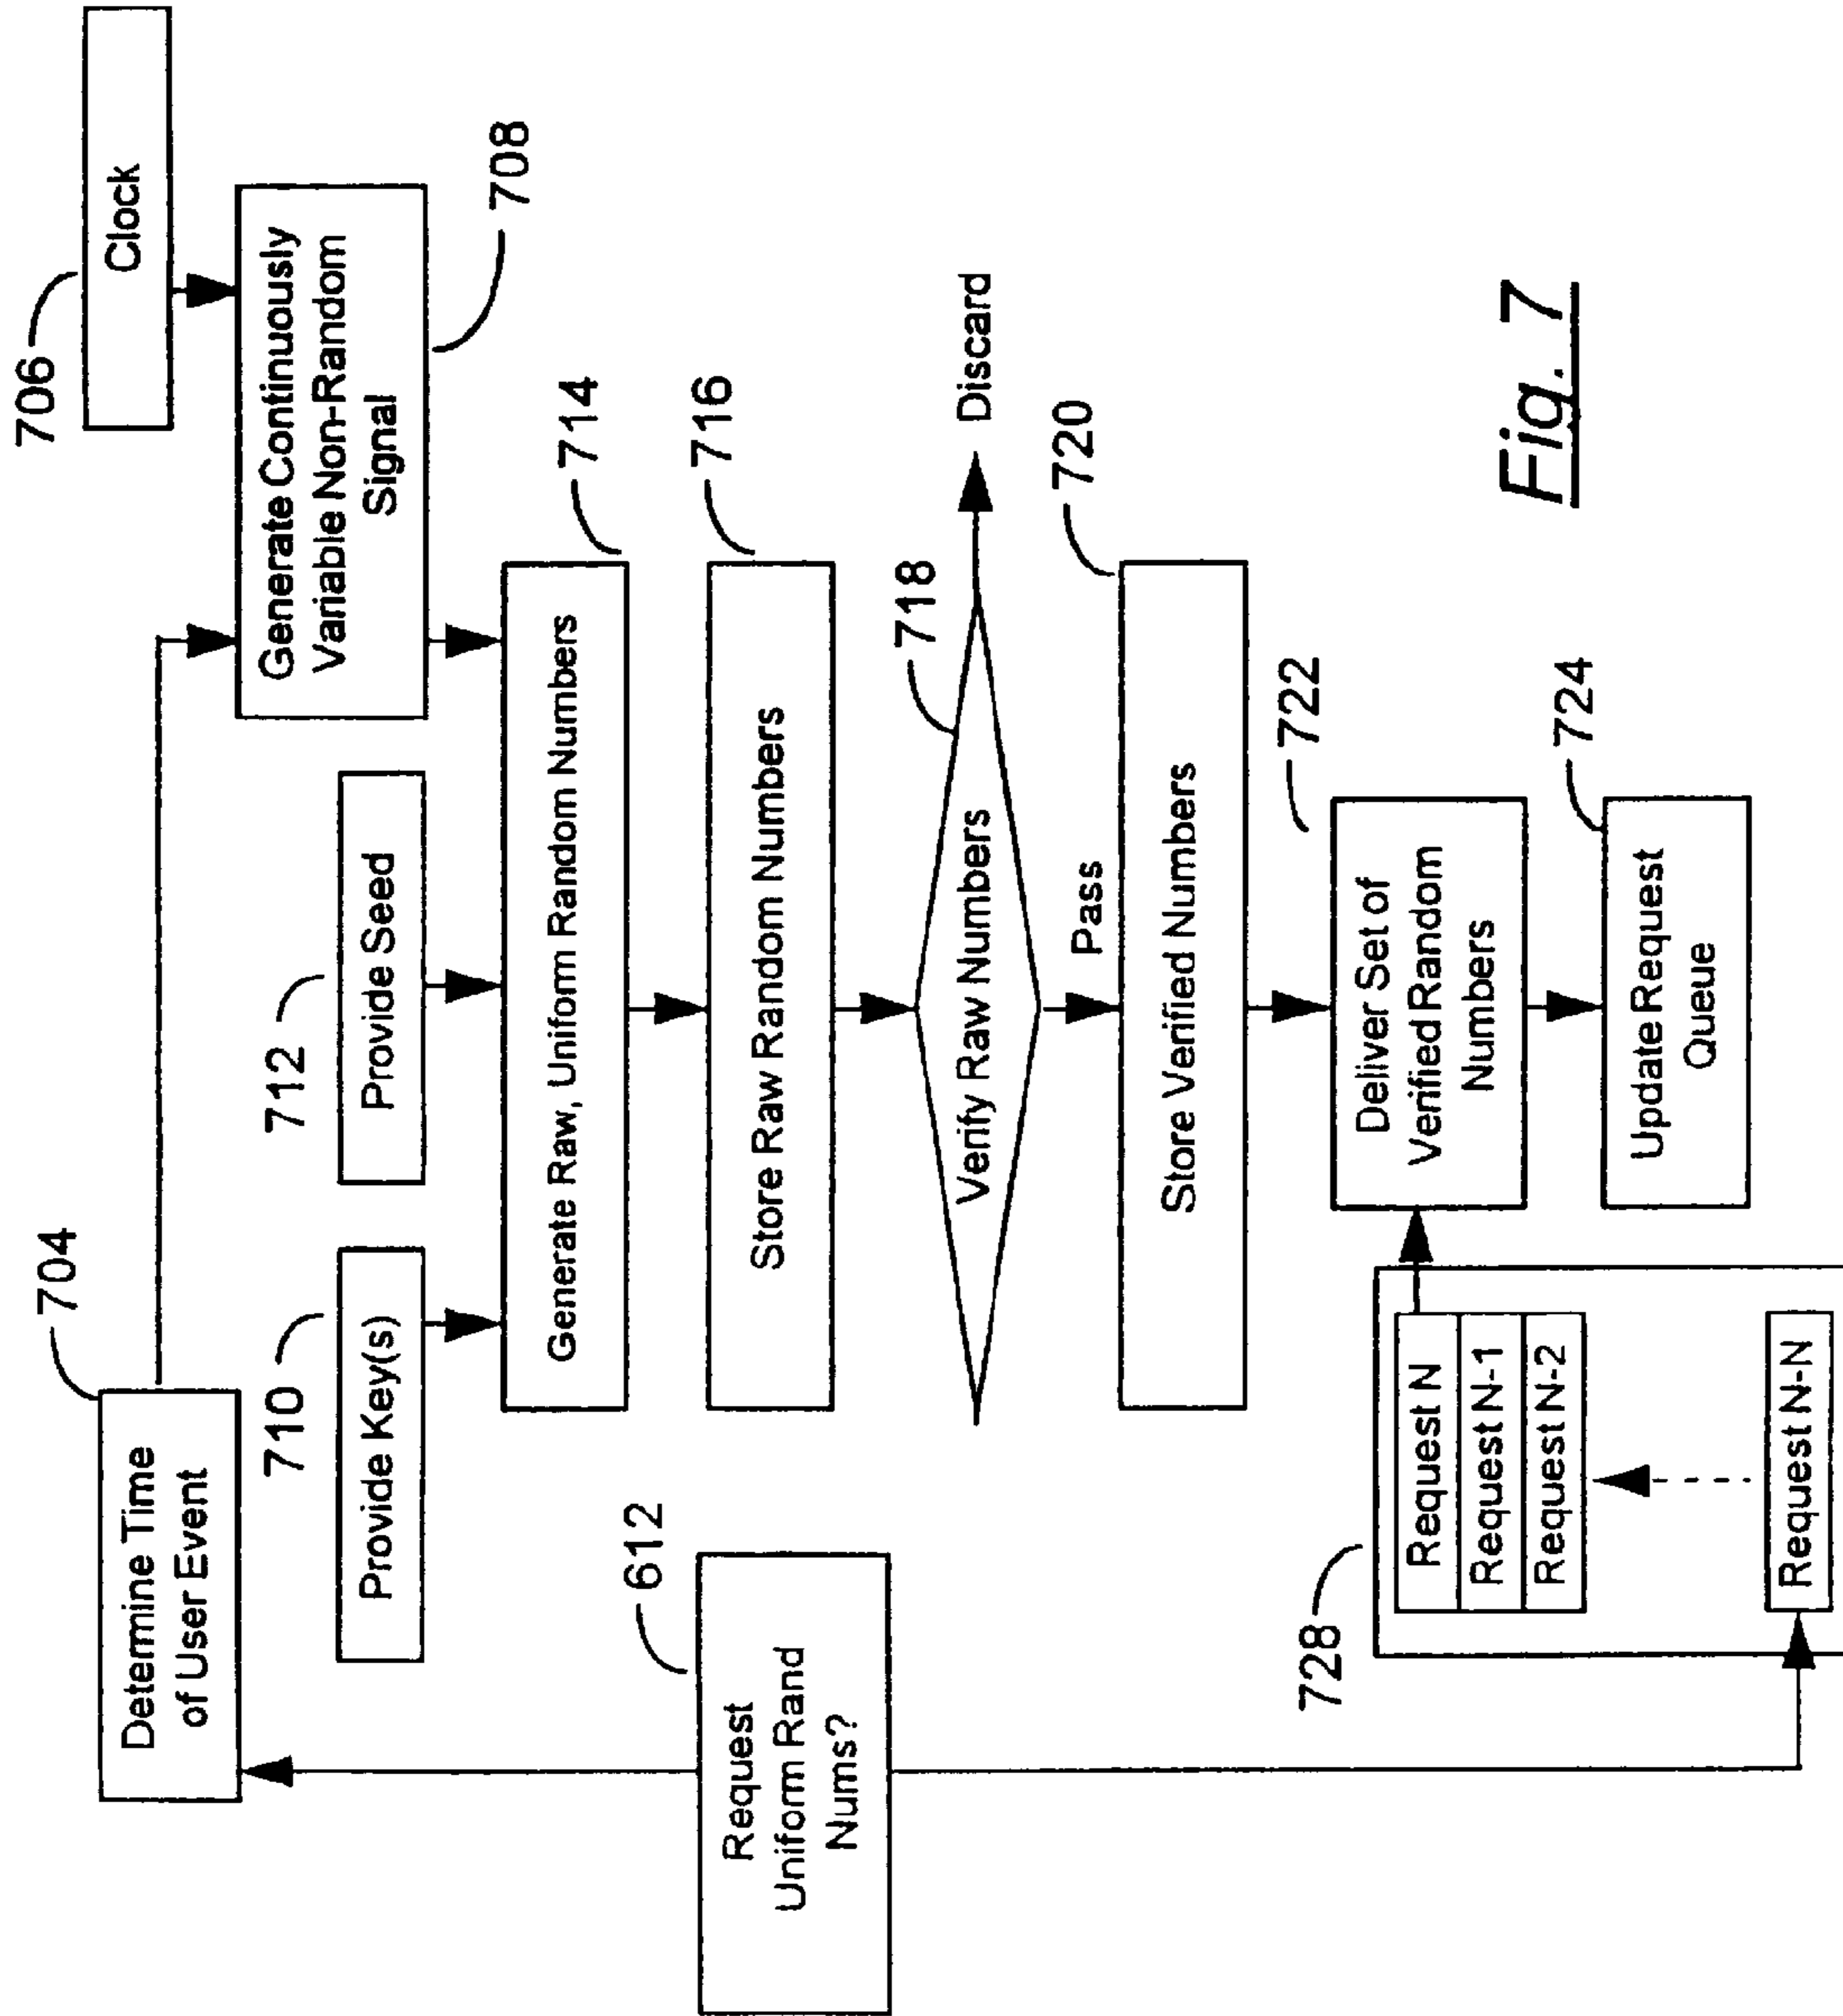 704
Determine Time
of User Event
706
Clock
710
Provide Key(s)
712
Provide Seed
Generate Continuously
Variable Non-Random
Signal
708
612
Request
Uniform Rand
Nums?
Generate Raw, Uniform Random Numbers
714
Store Raw Random Numbers
716
Verify Raw Numbers
718
Discard
Pass
720
Store Verified Numbers
728
Request N
Request N-1
Request N-2
Request N-N
Deliver Set of
Verified Random
Numbers
722
Update Request
Queue
724
Fig. 7